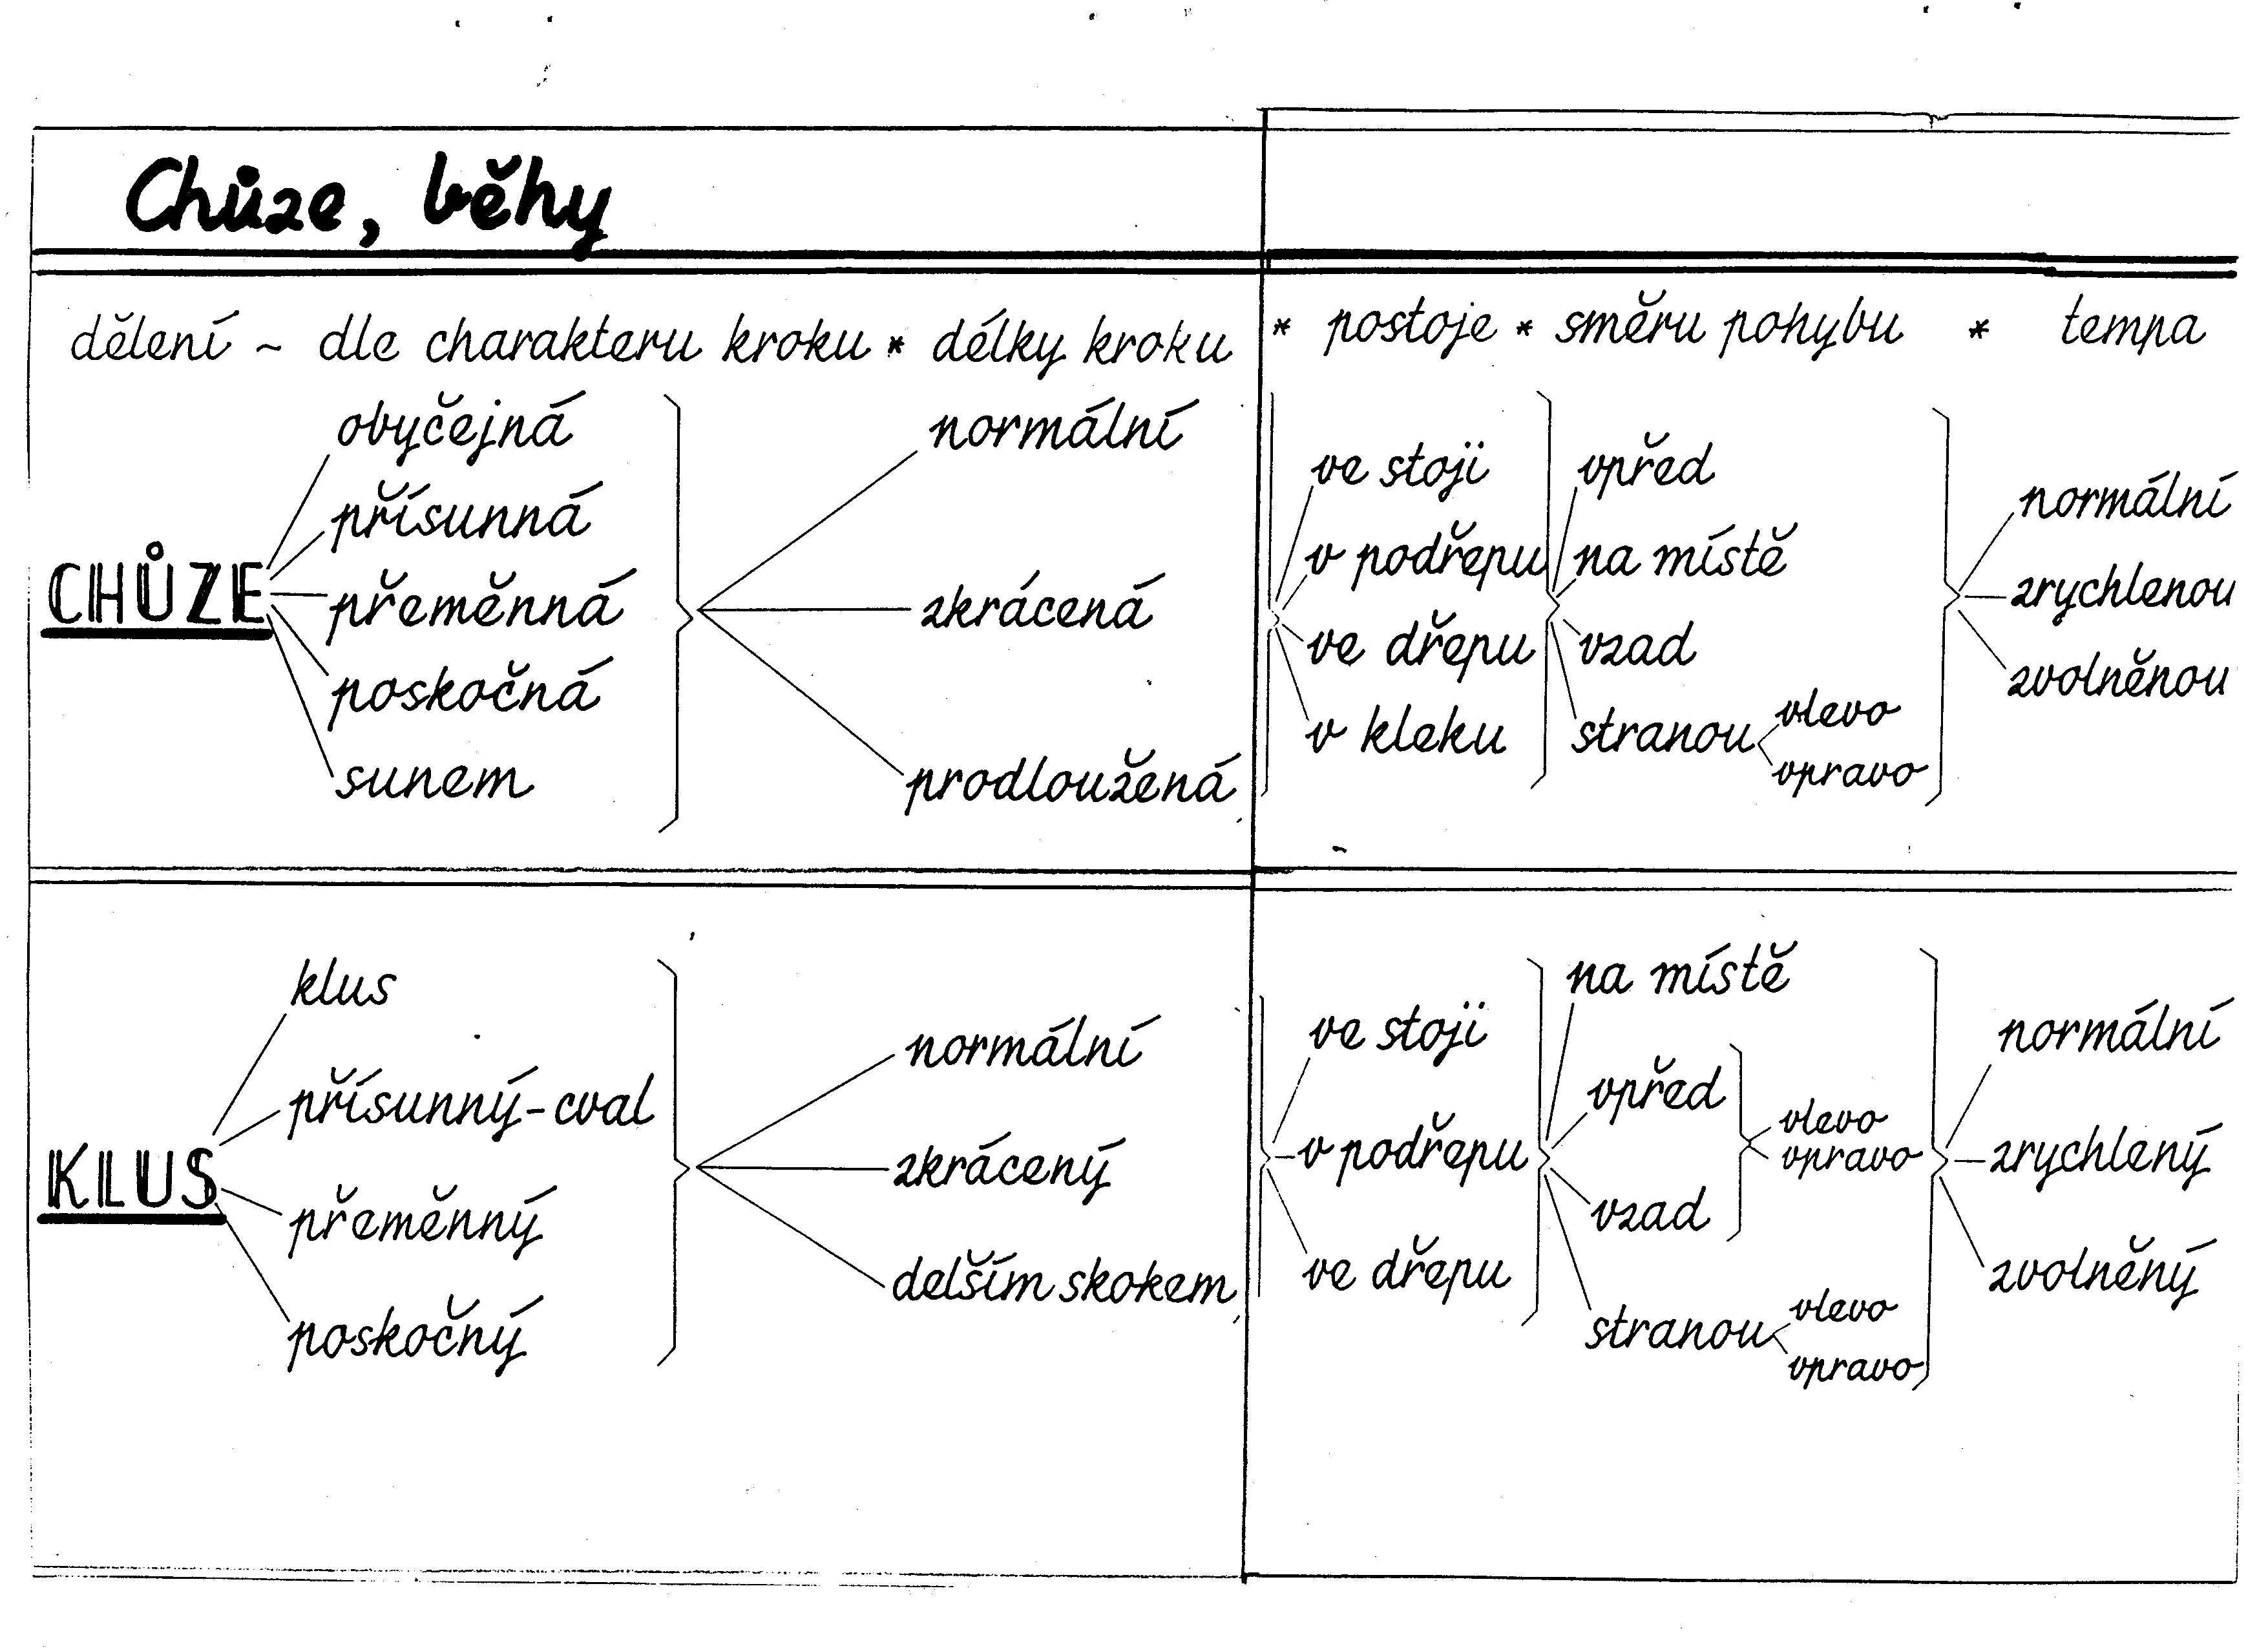 Chůze, běhy
dělení ~ dle charakteru kroku * délky kroku * postoje * směru pohybu * tempa
CHŮZE
obyčejná
přísunná
přeměnná
poskočná
sunem
normální
zkrácená
prodloužená
ve stoji
v podřepu
ve dřepu
v kleku
vpřed
na místě
vzad
stranou
vlevo
vpravo
normální
zrychlenou
zvolněnou
KLUS
klus
přísunný-cval
přeměnný
poskočný
normální
zkrácený
delším skokem
ve stoji
v podřepu
ve dřepu
na místě
vpřed
vzad
vlevo
vpravo
stranou
vlevo
vpravo
normální
zrychlený
zvolněný